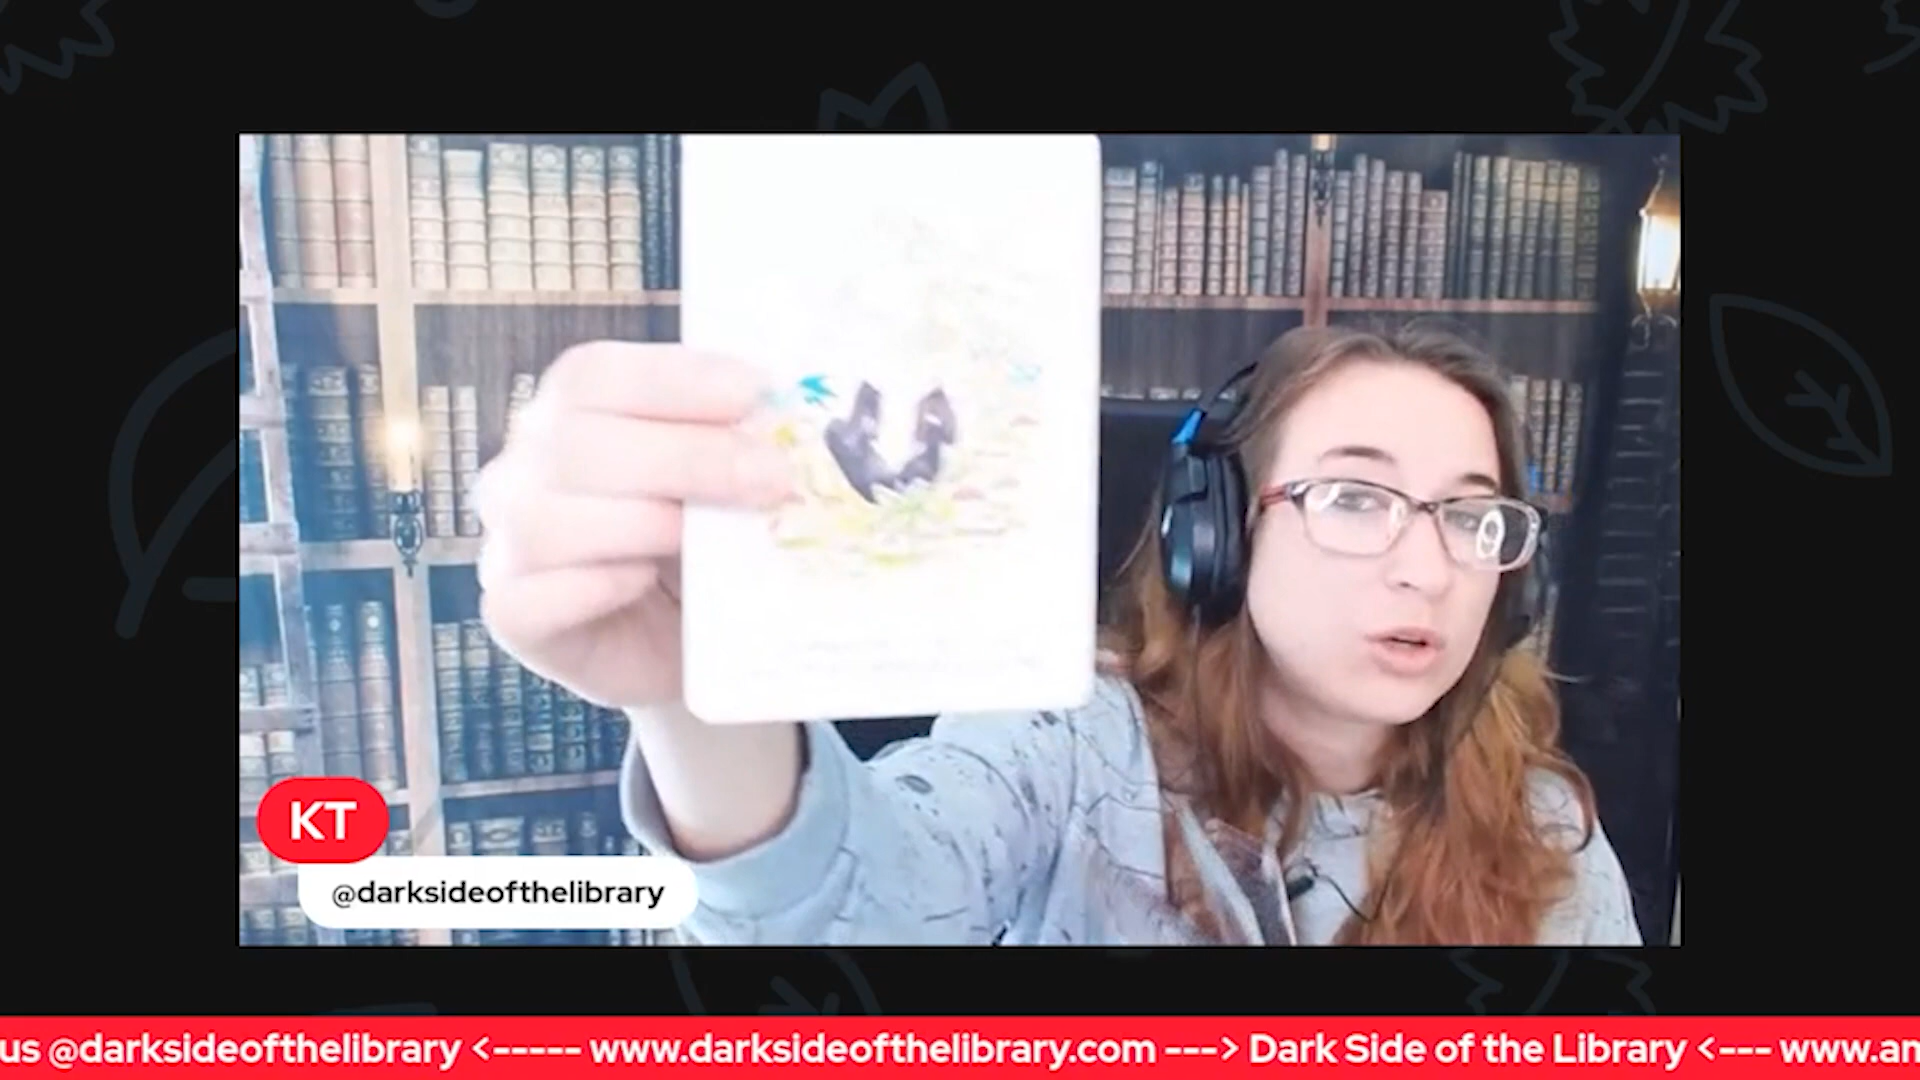 KT
@darksideofthelibrary
us @darksideofthelibrary <----- www.darksideofthelibrary.com ---> Dark Side of the Library <--- www.an